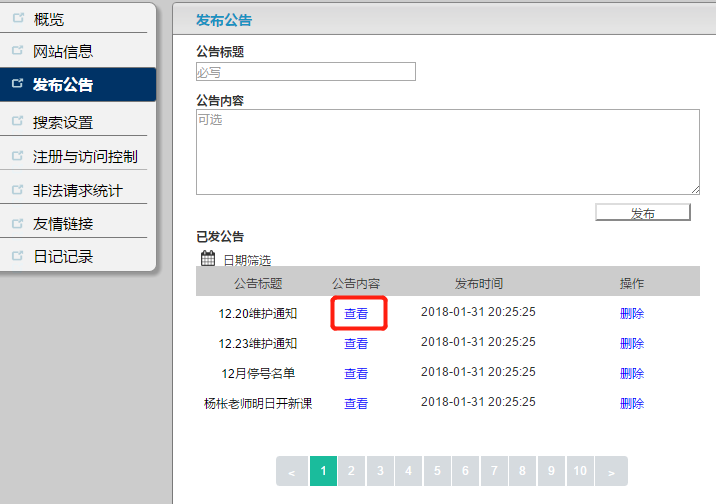 概览
网站信息
发布公告
搜索设置
注册与访问控制
非法请求统计
友情链接
日记记录
发布公告
公告标题
必写
公告内容
可选
发布
已发公告
日期筛选
公告标题 公告内容 发布时间 操作
12.20维护通知 查看 2018-01-31 20:25:25 删除
12.23维护通知 查看 2018-01-31 20:25:25 删除
12月停号名单 查看 2018-01-31 20:25:25 删除
杨枨老师明日开新课 查看 2018-01-31 20:25:25 删除
< 1 2 3 4 5 6 7 8 9 10 >